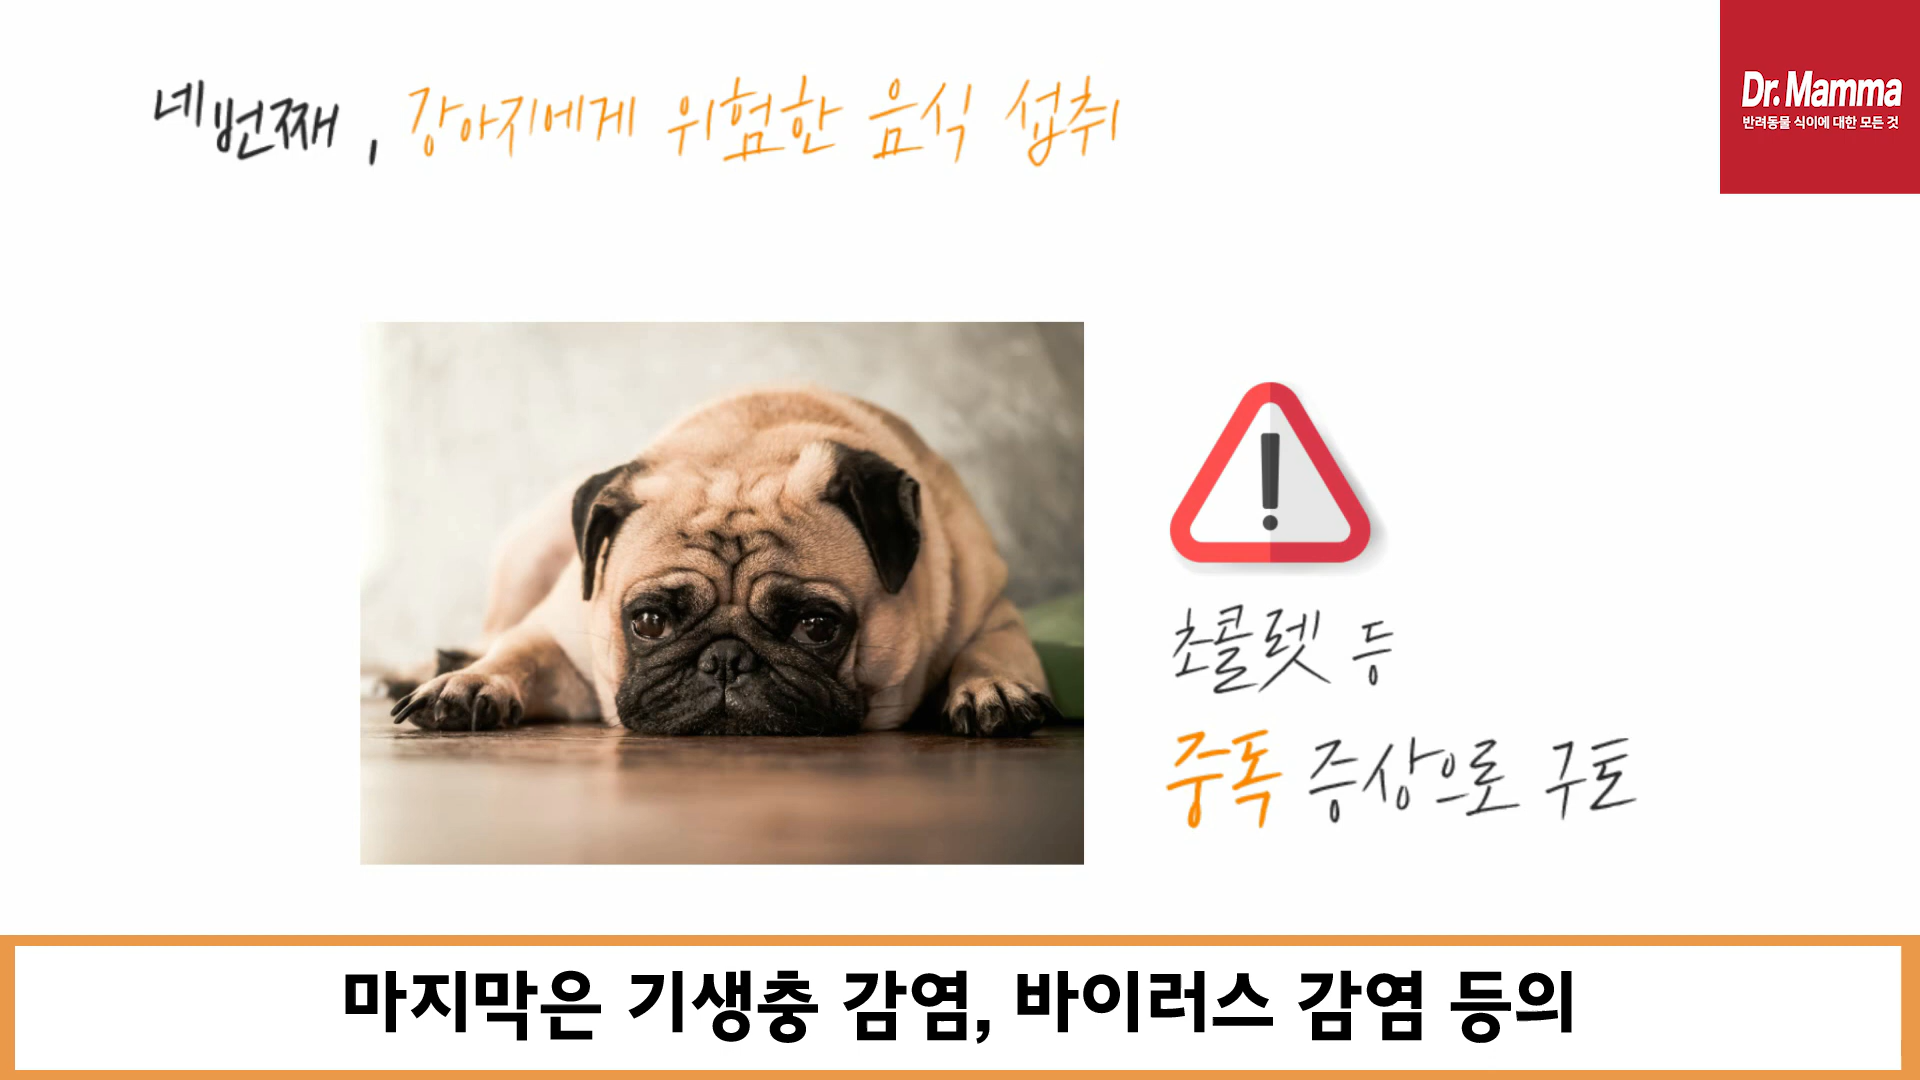 네번째, 강아지에게 위험한 음식 섭취
Dr. Mamma
반려동물 식이에 대한 모든 것
초콜렛 등
중독 증상으로 구토
마지막은 기생충 감염, 바이러스 감염 등의